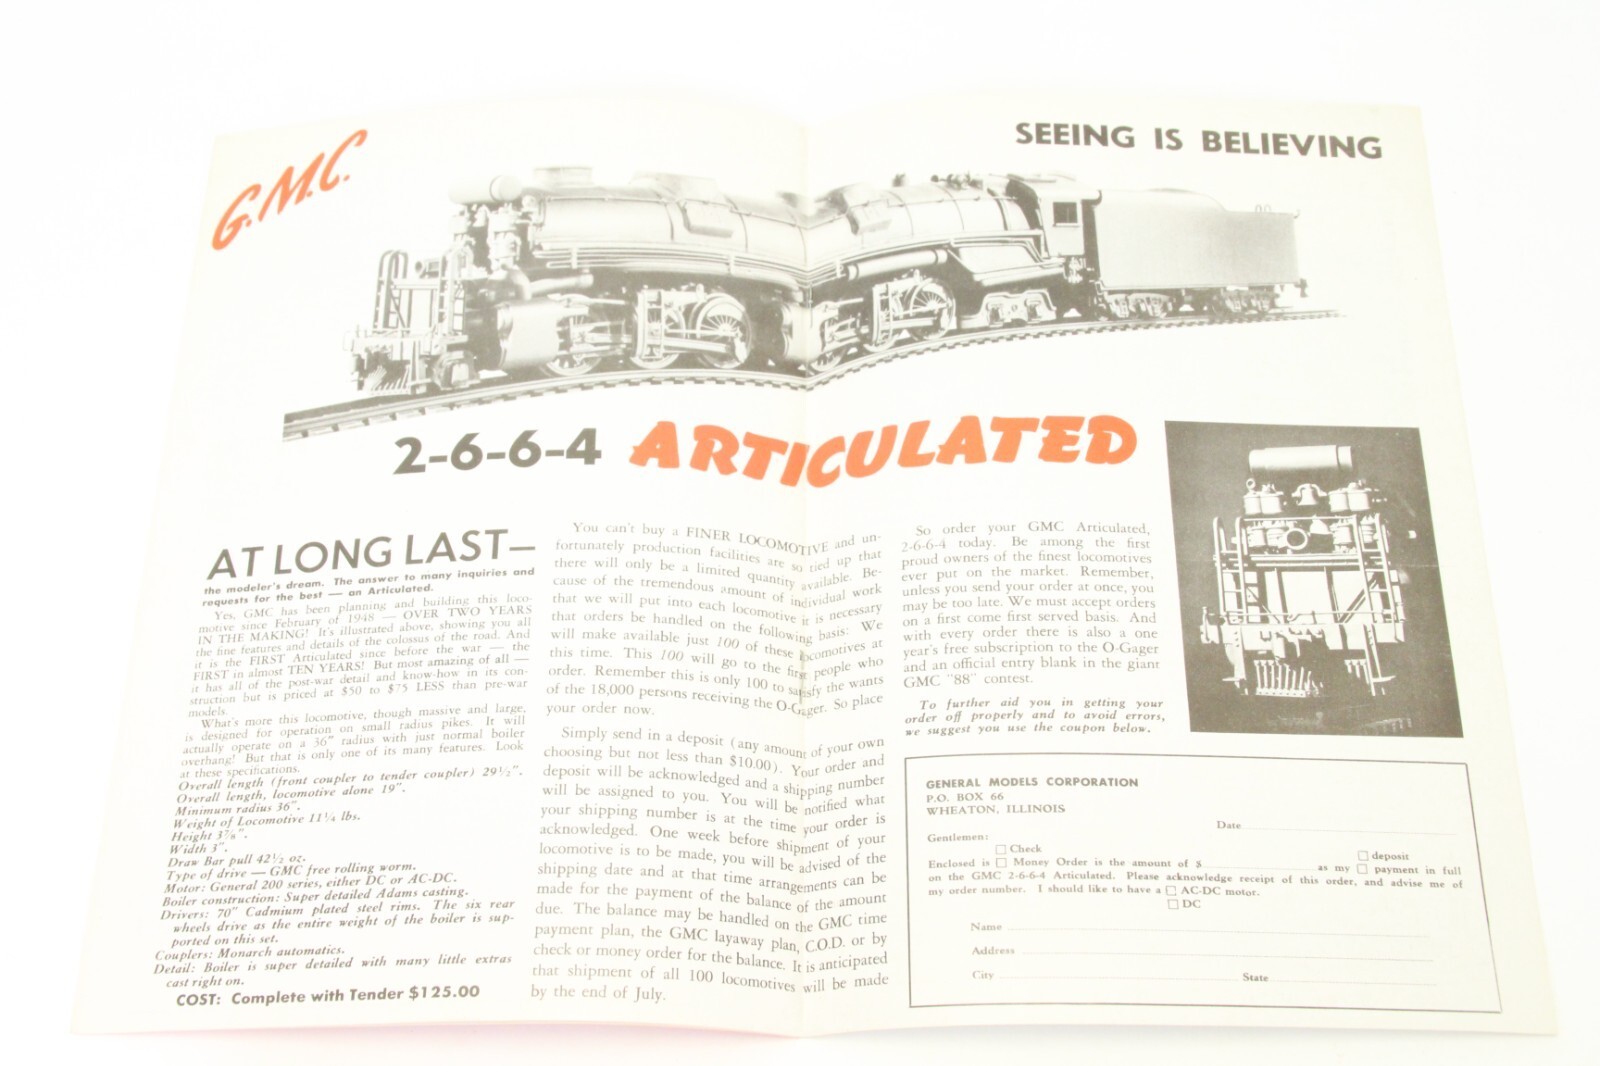 G.M.C.
SEEING IS BELIEVING
2-6-6-4 ARTICULATED
AT LONG LAST—
the modeler's dream. The answer to many inquiries and
requests for the best — an Articulated.
Yes, GMC has been planning and building this loco-
motive since February of 1948 — OVER TWO YEARS
IN THE MAKING! It's illustrated above, showing you all
the fine features and details of the colossus of the road. And
it is the FIRST Articulated since before the war — the
FIRST in almost TEN YEARS! But most amazing of all —
it has all of the post-war detail and know-how in its con-
struction but is priced at $50 to $75 LESS than pre-war
models.
What's more this locomotive, though massive and large,
is designed for operation on small radius pikes. It will
actually operate on a 36" radius with just normal boiler
overhang! But that is only one of its many features. Look
at these specifications.
Overall length (front coupler to tender coupler) 29½".
Overall length, locomotive alone 19".
Minimum radius 36".
Weight of Locomotive 11¼ lbs.
Height 3⅞".
Width 3".
Draw Bar pull 42½ oz.
Type of drive — GMC free rolling worm.
Motor: General 200 series, either DC or AC-DC.
Boiler construction: Super detailed Adams casting.
Drivers: 70" Cadmium plated steel rims. The six rear
wheels drive as the entire weight of the boiler is sup-
ported on this set.
Couplers: Monarch automatics.
Detail: Boiler is super detailed with many little extras
cast right on.
COST: Complete with Tender $125.00
You can't buy a FINER LOCOMOTIVE and un-
fortunately production facilities are so tied up that
there will only be a limited quantity available. Be-
cause of the tremendous amount of individual work
that we will put into each locomotive it is necessary
that orders be handled on the following basis: We
will make available just 100 of these locomotives at
this time. This 100 will go to the first people who
order. Remember this is only 100 to satisfy the wants
of the 18,000 persons receiving the O-Gager. So place
your order now.
Simply send in a deposit (any amount of your own
choosing but not less than $10.00). Your order and
deposit will be acknowledged and a shipping number
will be assigned to you. You will be notified what
your shipping number is at the time your order is
acknowledged. One week before shipment of your
locomotive is to be made, you will be advised of the
shipping date and at that time arrangements can be
made for the payment of the balance of the amount
due. The balance may be handled on the GMC time
payment plan, the GMC layaway plan, C.O.D. or by
check or money order for the balance. It is anticipated
that shipment of all 100 locomotives will be made
by the end of July.
So order your GMC Articulated,
2-6-6-4 today. Be among the first
proud owners of the finest locomotives
ever put on the market. Remember,
unless you send your order at once, you
may be too late. We must accept orders
on a first come first served basis. And
with every order there is also a one
year's free subscription to the O-Gager
and an official entry blank in the giant
GMC "88" contest.
To further aid you in getting your
order off properly and to avoid errors,
we suggest you use the coupon below.
GENERAL MODELS CORPORATION
P.O. BOX 66
WHEATON, ILLINOIS
Date
Gentlemen:
☐ Check
☐ deposit
Enclosed is ☐ Money Order is the amount of $ as my ☐ payment in full
on the GMC 2-6-6-4 Articulated. Please acknowledge receipt of this order, and advise me of
my order number. I should like to have a ☐ AC-DC motor.
☐ DC
Name
Address
City State